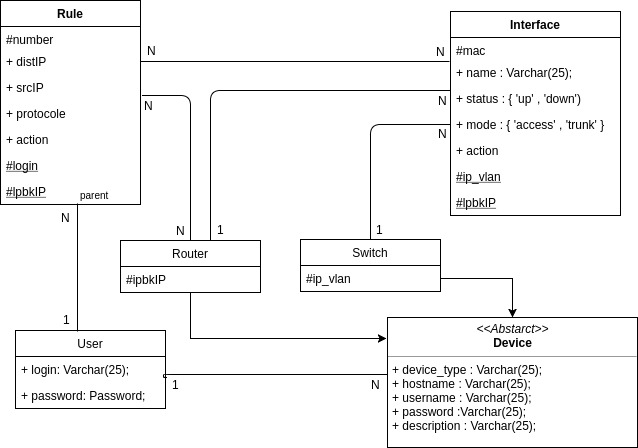 Rule
#number
+ distIP
+ srcIP
+ protocole
+ action
#login
#lpbkIP
parent
Interface
#mac
+ name : Varchar(25);
+ status : { 'up' , 'down')
+ mode : { 'access' , 'trunk' }
+ action
#ip_vlan
#lpbkIP
N
N
N
N
N
N
N
1
1
Router
#ipbkIP
Switch
#ip_vlan
1
User
+ login: Varchar(25);
+ password: Password;
1
N
<<Abstarct>>
Device
+ device_type : Varchar(25);
+ hostname : Varchar(25);
+ username : Varchar(25);
+ password :Varchar(25);
+ description : Varchar(25);